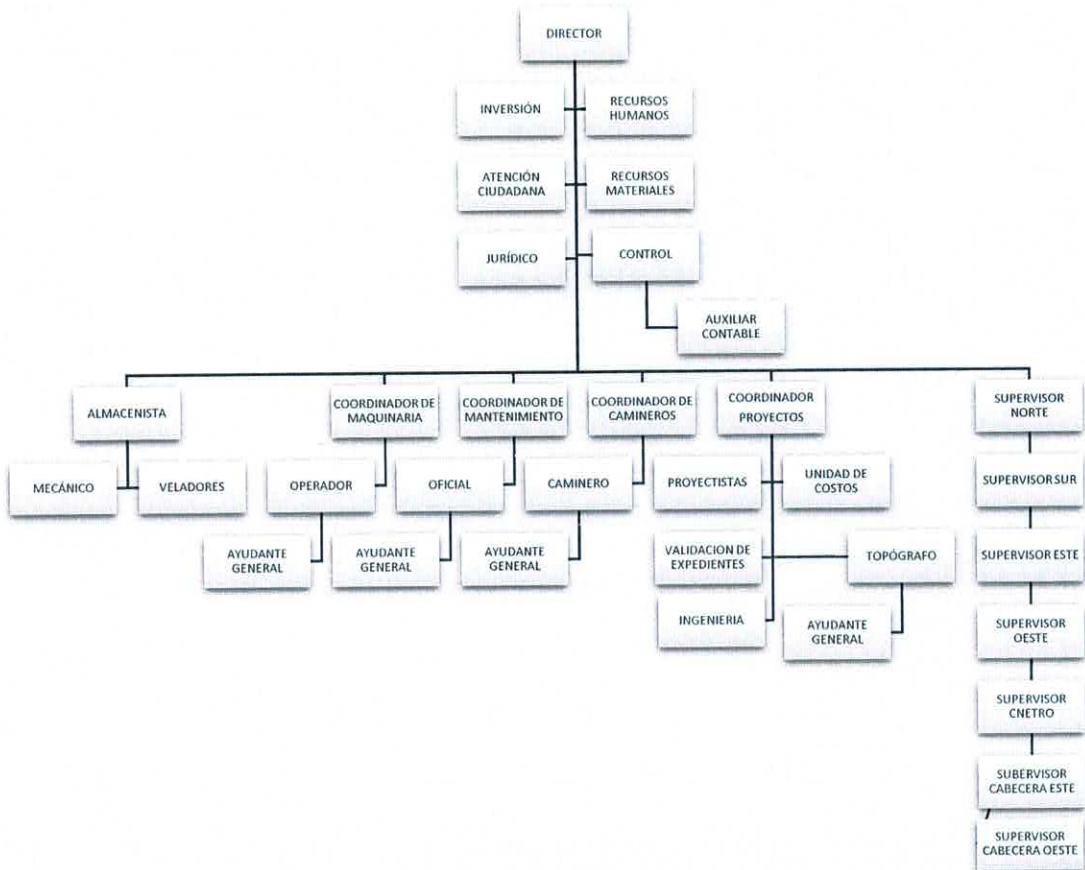 DIRECTOR
INVERSIÓN
RECURSOS
HUMANOS
ATENCIÓN
CIUDADANA
RECURSOS
MATERIALES
JURÍDICO
CONTROL
AUXILIAR
CONTABLE
ALMACENISTA
COORDINADOR DE
MAQUINARIA
COORDINADOR DE
MANTENIMIENTO
COORDINADOR DE
CAMINEROS
COORDINADOR
PROYECTOS
SUPERVISOR
NORTE
MECÁNICO
VELADORES
OPERADOR
OFICIAL
CAMINERO
PROYECTISTAS
UNIDAD DE
COSTOS
SUPERVISOR SUR
AYUDANTE
GENERAL
AYUDANTE
GENERAL
AYUDANTE
GENERAL
VALIDACION DE
EXPEDIENTES
TOPÓGRAFO
SUPERVISOR ESTE
INGENIERIA
AYUDANTE
GENERAL
SUPERVISOR
OESTE
SUPERVISOR
CNETRO
SUBERVISOR
CABECERA ESTE
SUPERVISOR
CABECERA OESTE